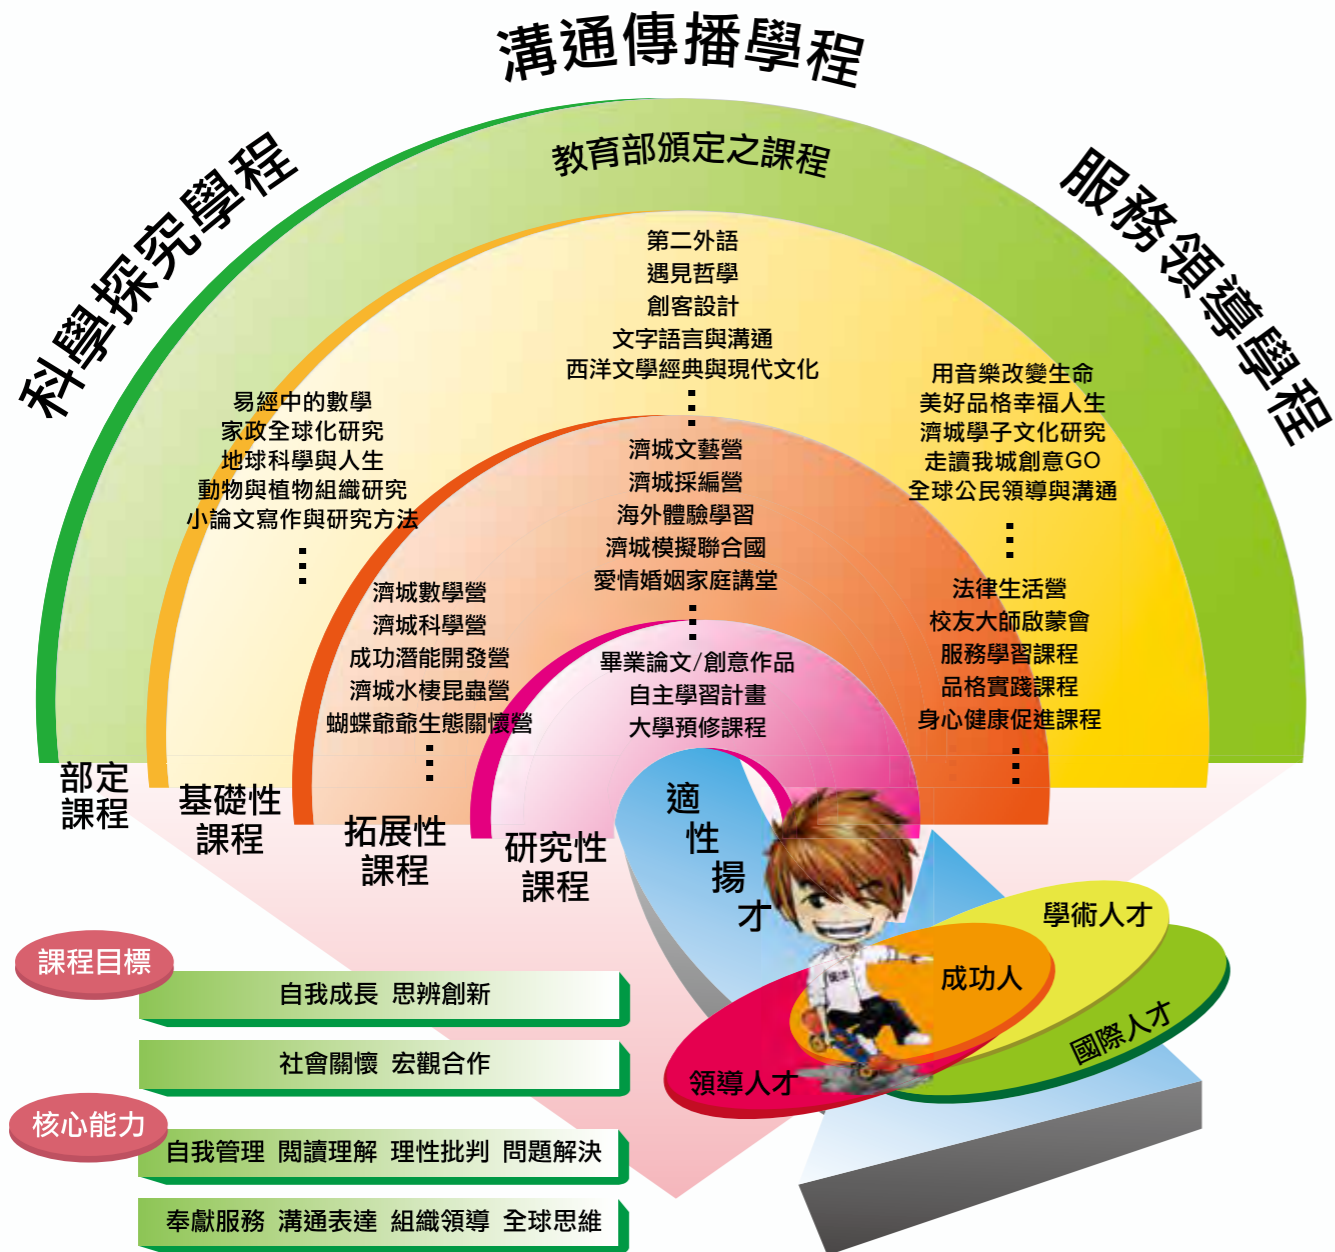 溝通傳播學程
科學探究學程
服務領導學程
教育部頒定之課程
第二外語
遇見哲學
創客設計
文字語言與溝通
西洋文學經典與現代文化
易經中的數學
家政全球化研究
地球科學與人生
動物與植物組織研究
小論文寫作與研究方法
用音樂改變生命
美好品格幸福人生
濟城學子文化研究
走讀我城創意GO
全球公民領導與溝通
濟城文藝營
濟城採編營
海外體驗學習
濟城模擬聯合國
愛情婚姻家庭講堂
濟城數學營
濟城科學營
成功潛能開發營
濟城水棲昆蟲營
蝴蝶爺爺生態關懷營
法律生活營
校友大師啟蒙會
服務學習課程
品格實踐課程
身心健康促進課程
畢業論文/創意作品
自主學習計畫
大學預修課程
部定
課程
基礎性
課程
拓展性
課程
研究性
課程
適性揚才
學術人才
成功人
國際人才
領導人才
課程目標
自我成長 思辨創新
社會關懷 宏觀合作
核心能力
自我管理 閱讀理解 理性批判 問題解決
奉獻服務 溝通表達 組織領導 全球思維